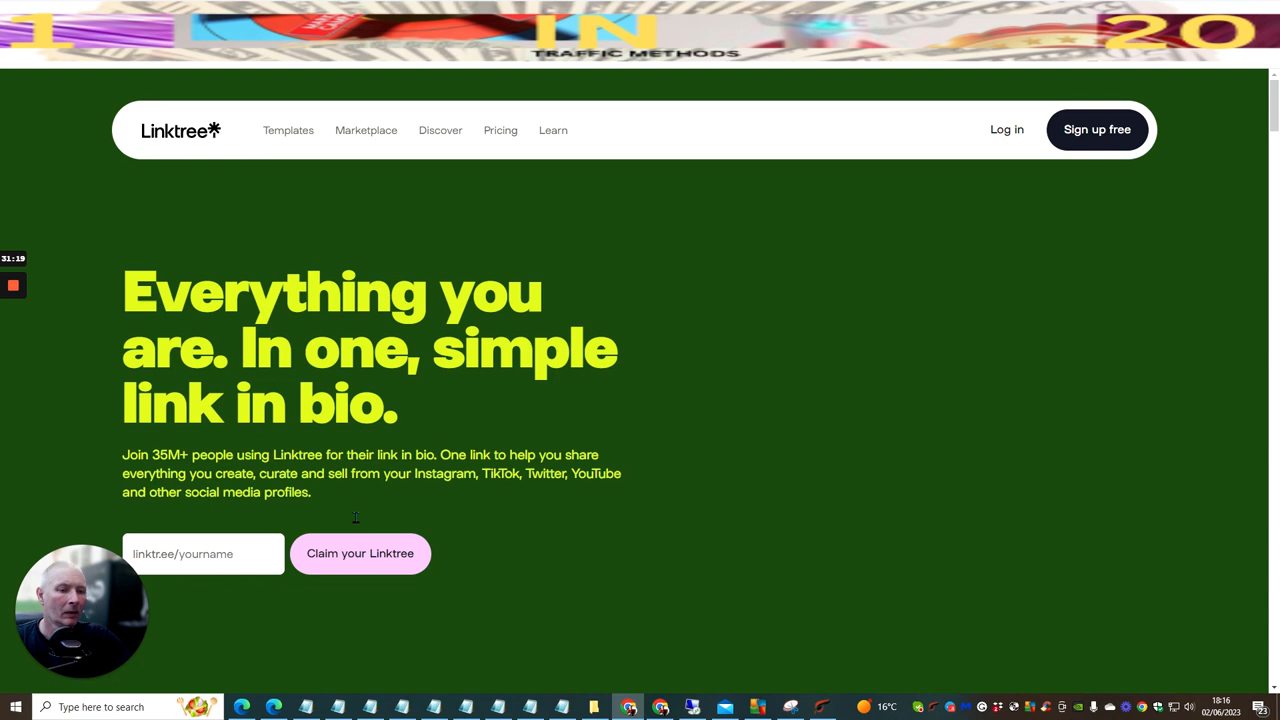 1 IN 20
TRAFFIC METHODS
Linktree*
Templates Marketplace Discover Pricing Learn
Log in
Sign up free
31:19
Everything you
are. In one, simple
link in bio.
Join 35M+ people using Linktree for their link in bio. One link to help you share
everything you create, curate and sell from your Instagram, TikTok, Twitter, YouTube
and other social media profiles.
linktr.ee/yourname
Claim your Linktree
Type here to search
16°C
18:16
02/06/2023